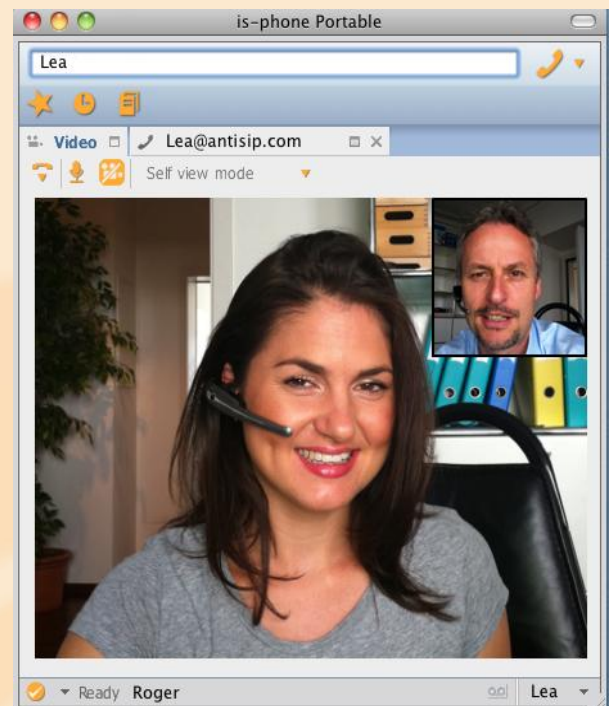 is-phone Portable
Lea
Video Lea@antisip.com
Self view mode
Ready Roger Lea